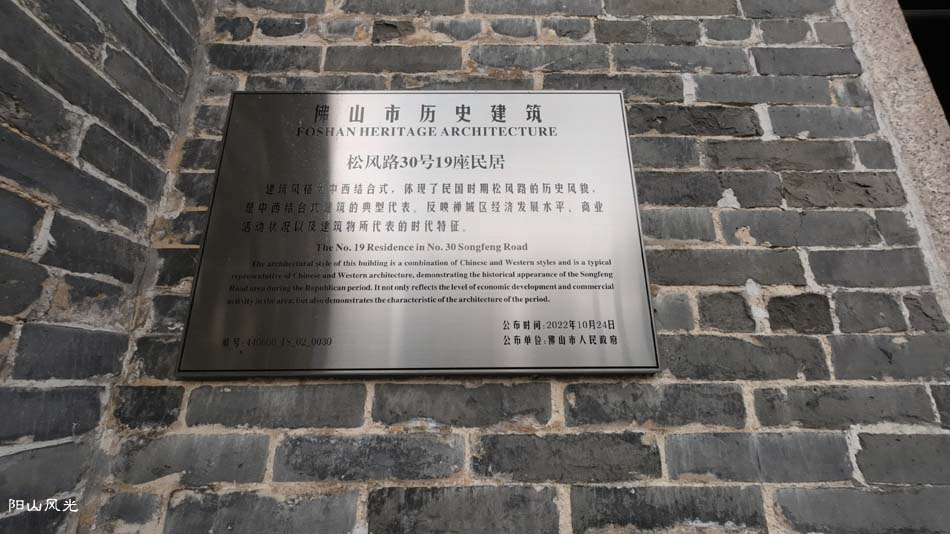 佛山市历史建筑
FOSHAN HERITAGE ARCHITECTURE
松风路30号19座民居
建筑风格为中西结合式，体现了民国时期松风路的历史风貌，
是中西结合式建筑的典型代表。反映禅城区经济发展水平、商业
活动状况以及建筑物所代表的时代特征。
The No. 19 Residence in No. 30 Songfeng Road
The architectural style of this is a combination of Chinese and Western styles and is a typical
representative of Chinese and Western architecture, demonstrating the historical appearance of the Songfeng
Raod area during the Republican period. It not only reflects the level of economic development and commercial
activity in the area, but also demonstrates the characteristic of the architecture of the period.
公布时间:2022年10月24日
编号:440600_LS_02_0030
公布单位:佛山市人民政府
阳山风光